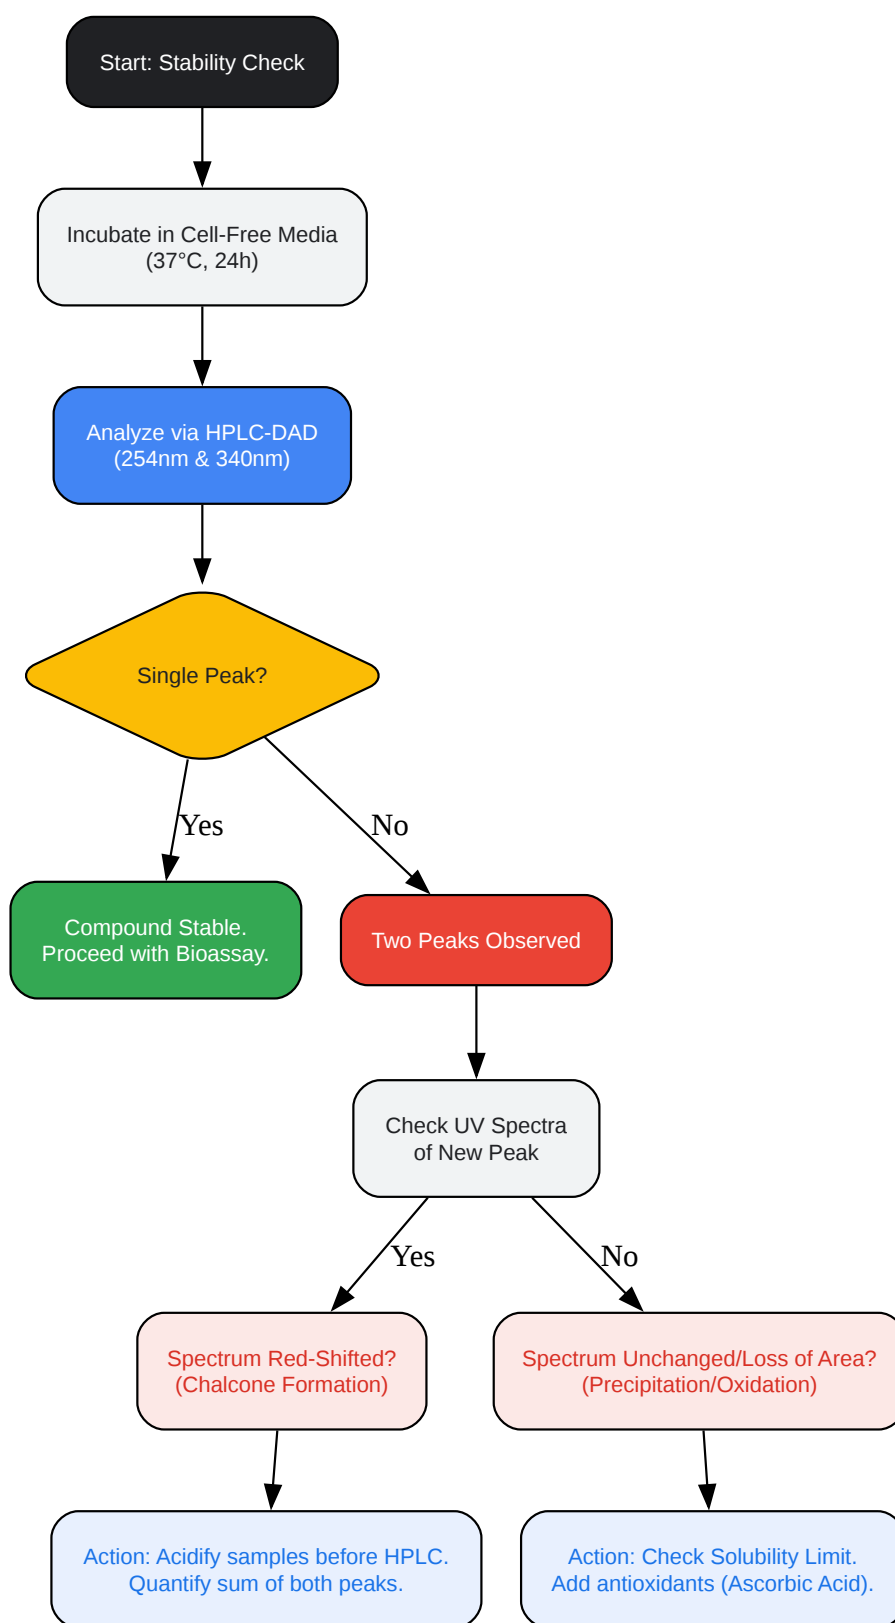 Start: Stability Check
Incubate in Cell-Free Media
(37°C, 24h)
Analyze via HPLC-DAD
(254nm & 340nm)
Single Peak?
Yes
No
Compound Stable.
Proceed with Bioassay.
Two Peaks Observed
Check UV Spectra
of New Peak
Yes
No
Spectrum Red-Shifted?
(Chalcone Formation)
Spectrum Unchanged/Loss of Area?
(Precipitation/Oxidation)
Action: Acidify samples before HPLC.
Quantify sum of both peaks.
Action: Check Solubility Limit.
Add antioxidants (Ascorbic Acid).